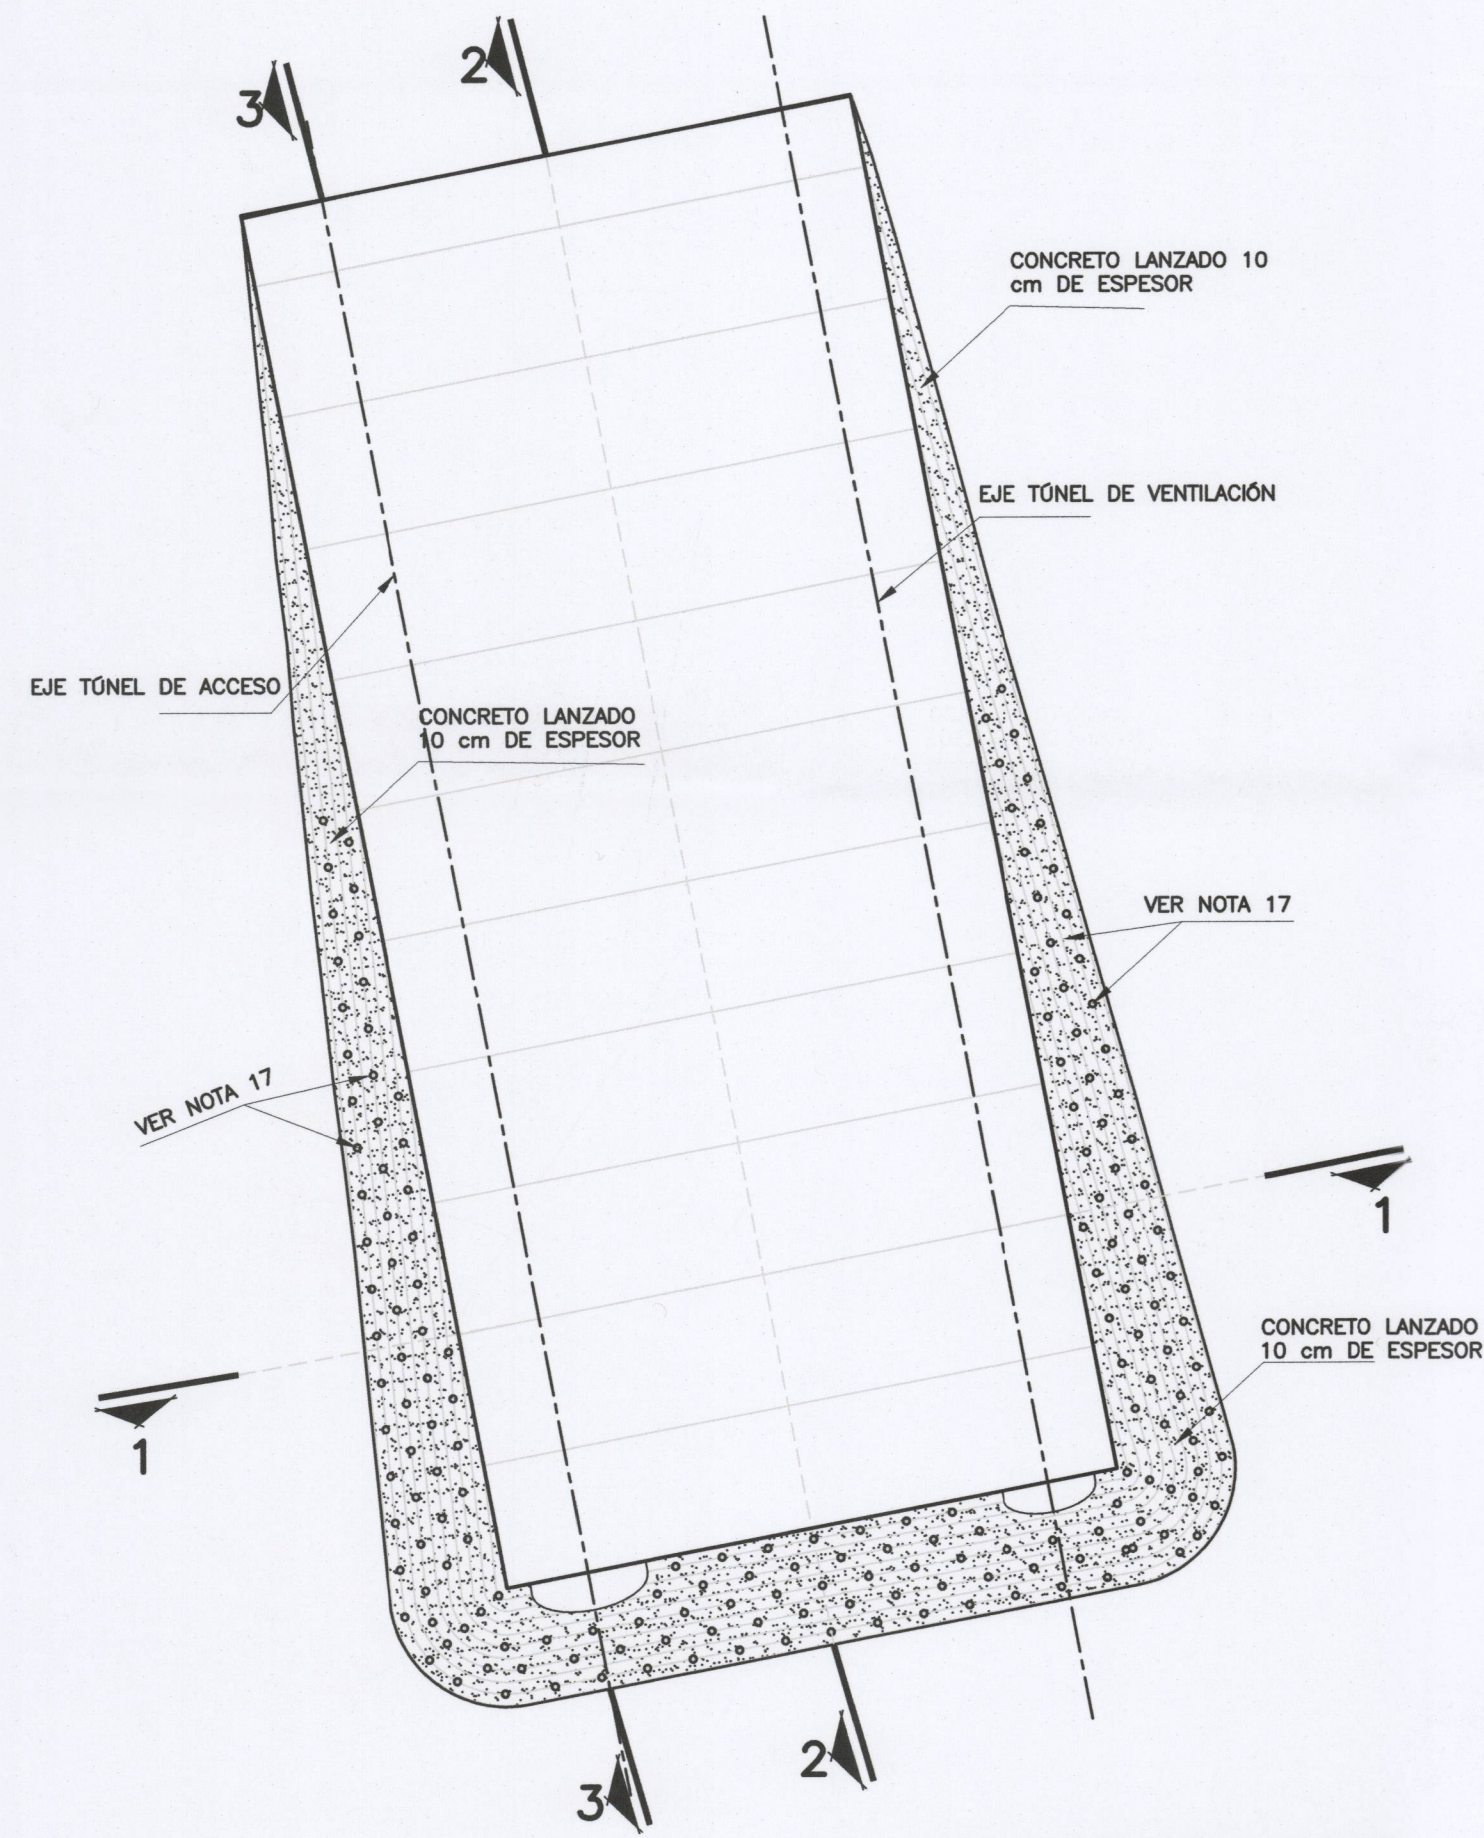 2
3
CONCRETO LANZADO 10
cm DE ESPESOR
EJE TÚNEL DE VENTILACIÓN
EJE TÚNEL DE ACCESO
CONCRETO LANZADO
10 cm DE ESPESOR
VER NOTA 17
VER NOTA 17
1
CONCRETO LANZADO
10 cm DE ESPESOR
1
2
3